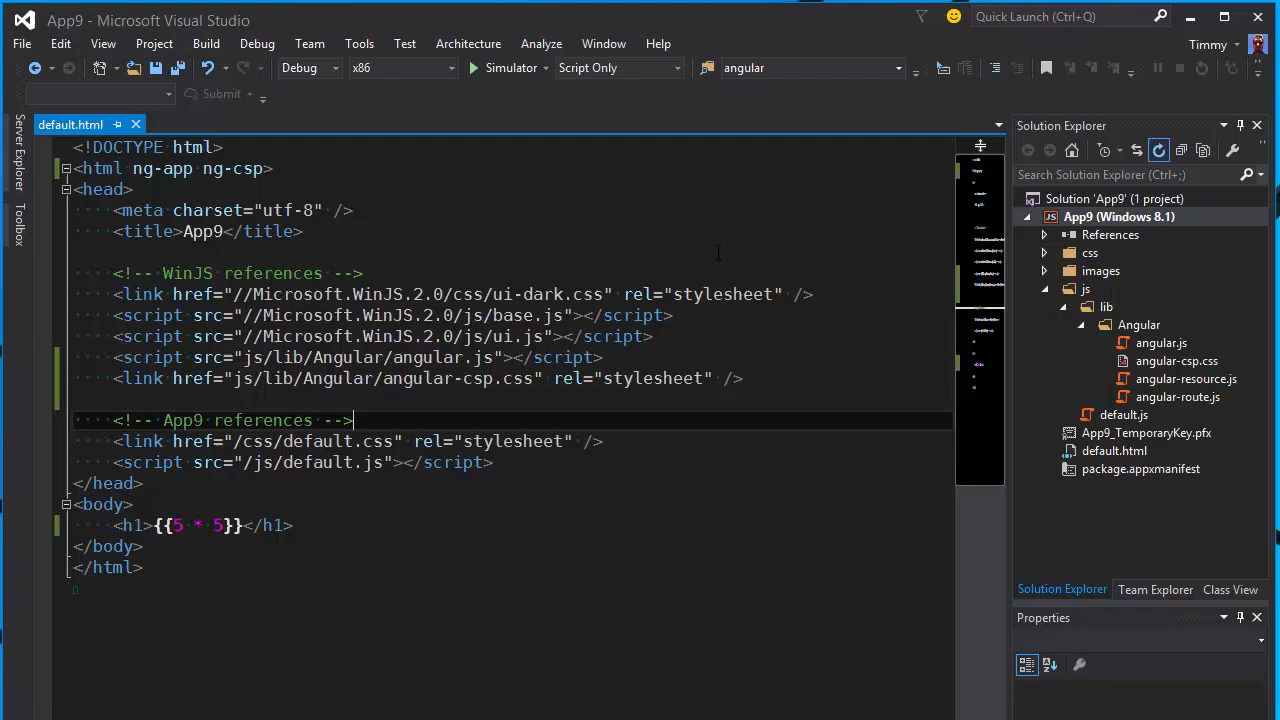 App9 - Microsoft Visual Studio
Quick Launch (Ctrl+Q)
File Edit View Project Build Debug Team Tools Test Architecture Analyze Window Help
Timmy
Debug x86 Simulator Script Only angular
Submit
Server Explorer
Toolbox
default.html
<!DOCTYPE html>
<html ng-app ng-csp>
<head>
<meta charset="utf-8" />
<title>App9</title>
<!-- WinJS references -->
<link href="//Microsoft.WinJS.2.0/css/ui-dark.css" rel="stylesheet" />
<script src="//Microsoft.WinJS.2.0/js/base.js"></script>
<script src="//Microsoft.WinJS.2.0/js/ui.js"></script>
<script src="js/lib/Angular/angular.js"></script>
<link href="js/lib/Angular/angular-csp.css" rel="stylesheet" />
<!-- App9 references -->
<link href="/css/default.css" rel="stylesheet" />
<script src="/js/default.js"></script>
</head>
<body>
<h1>{{5 * 5}}</h1>
</body>
</html>
Solution Explorer
Search Solution Explorer (Ctrl+;)
Solution 'App9' (1 project)
JS App9 (Windows 8.1)
References
css
images
js
lib
Angular
angular.js
angular-csp.css
angular-resource.js
angular-route.js
default.js
App9_TemporaryKey.pfx
default.html
package.appxmanifest
Solution Explorer Team Explorer Class View
Properties